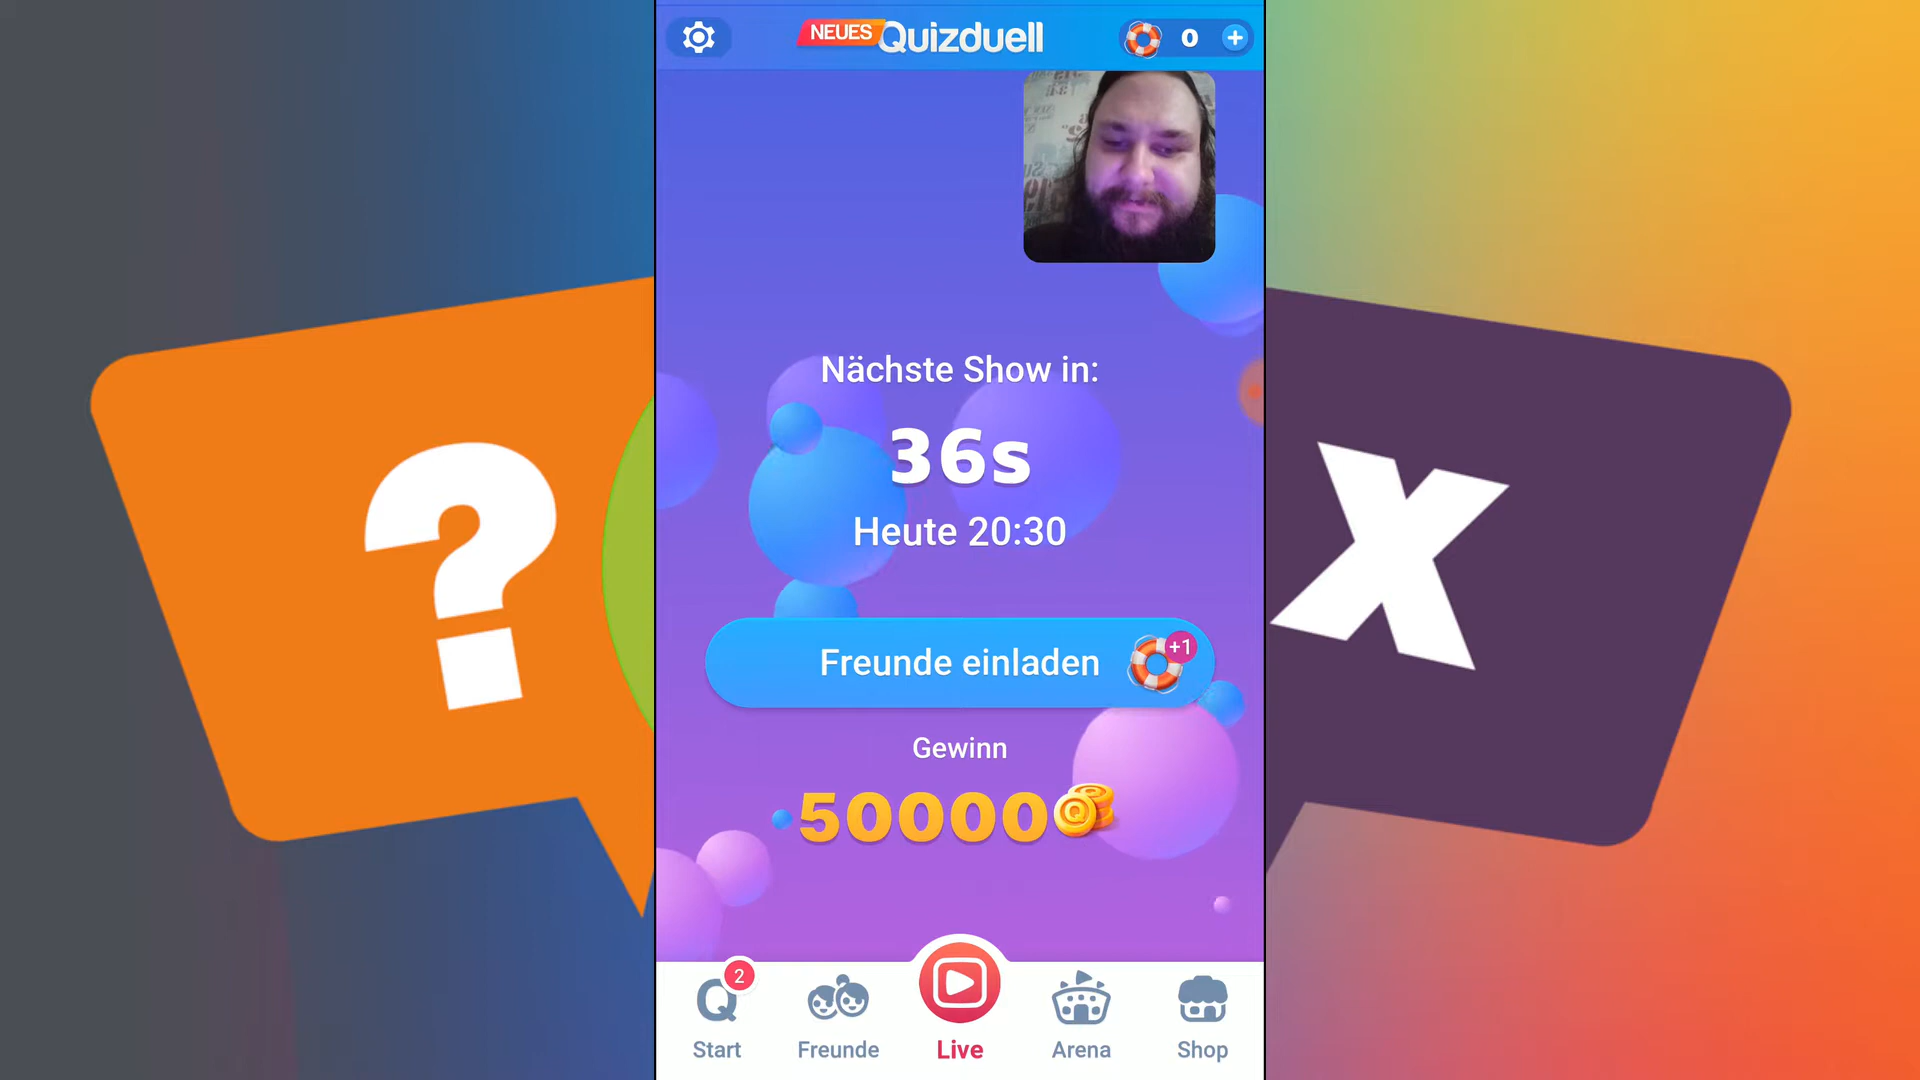 NEUES Quizduell
0 +
Nächste Show in:
36s
Heute 20:30
Freunde einladen +1
Gewinn
50000
? X
2
Start Freunde Live Arena Shop